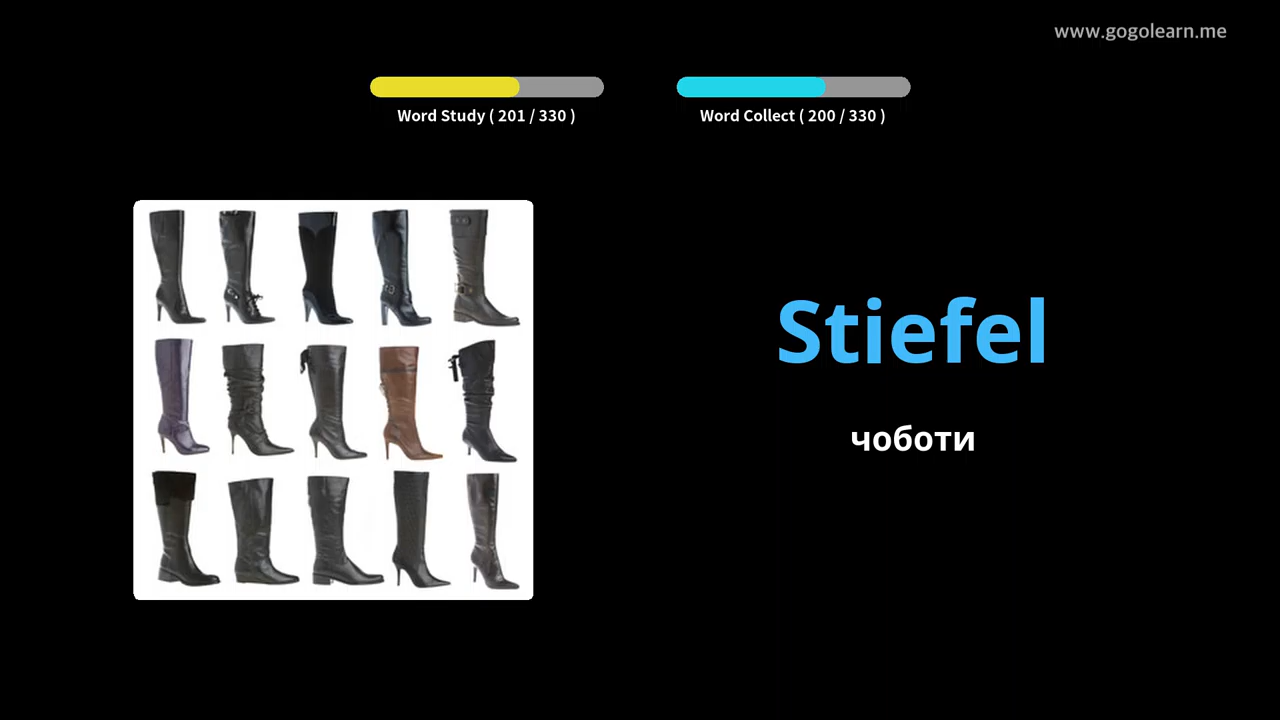 www.gogolearn.me
Word Study ( 201 / 330 )
Word Collect ( 200 / 330 )
Stiefel
чоботи